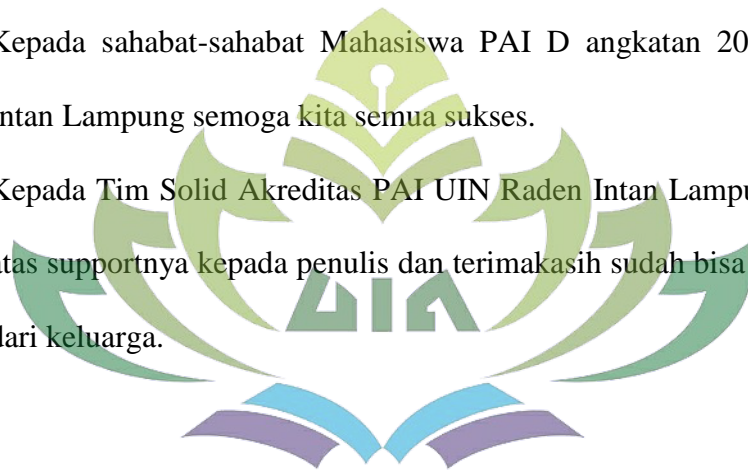 Kepada sahabat-sahabat Mahasiswa PAI D angkatan 20
ntan Lampung semoga kita semua sukses.
Kepada Tim Solid Akreditas PAI UIN Raden Intan Lampu
atas supportnya kepada penulis dan terimakasih sudah bisa
UIN
dari keluarga.